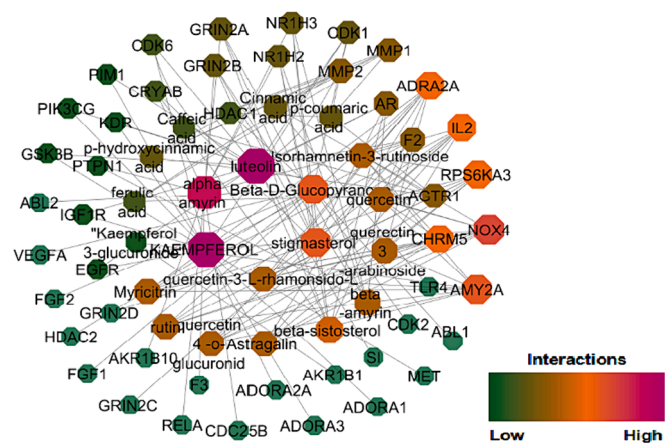 GRIN2A
NR1H3
CDK1
CDK6
MMP1
GRIN2B
NR1H2
MMP2
PIM1
ADRA2A
CRYAB
HDAC1
Cinnamic
acid
p-coumaric
acid
AR
PIK3CG
KDR
Caffeic
acid
IL2
F2
GSK3B
p-hydroxycinnamic
acid
PTPN1
luteolin
Isorhamnetin-3-rutinoside
RPS6KA3
alpha
amyrin
Beta-D-Glucopyranc
quercetin
ACTR1
ABL2
IGF1R
ferulic
acid
NOX4
"Kaempferol
3-glucuronide
KAEMPFEROL
stigmasterol
querectin
3
-arabinoside
CHRM5
VEGFA
EGFR
quercetin-3-L-rhamonsido-L
TLR4
AMY2A
FGF2
Myricitrin
beta
-amyrin
GRIN2D
HDAC2
rutin
quercetin
4 -o-
glucuronid
Astragalin
beta-sistosterol
CDK2
ABL1
AKR1B10
SI
FGF1
F3
AKR1B1
MET
ADORA2A
GRIN2C
ADORA1
RELA
CDC25B
ADORA3
Interactions
Low
High